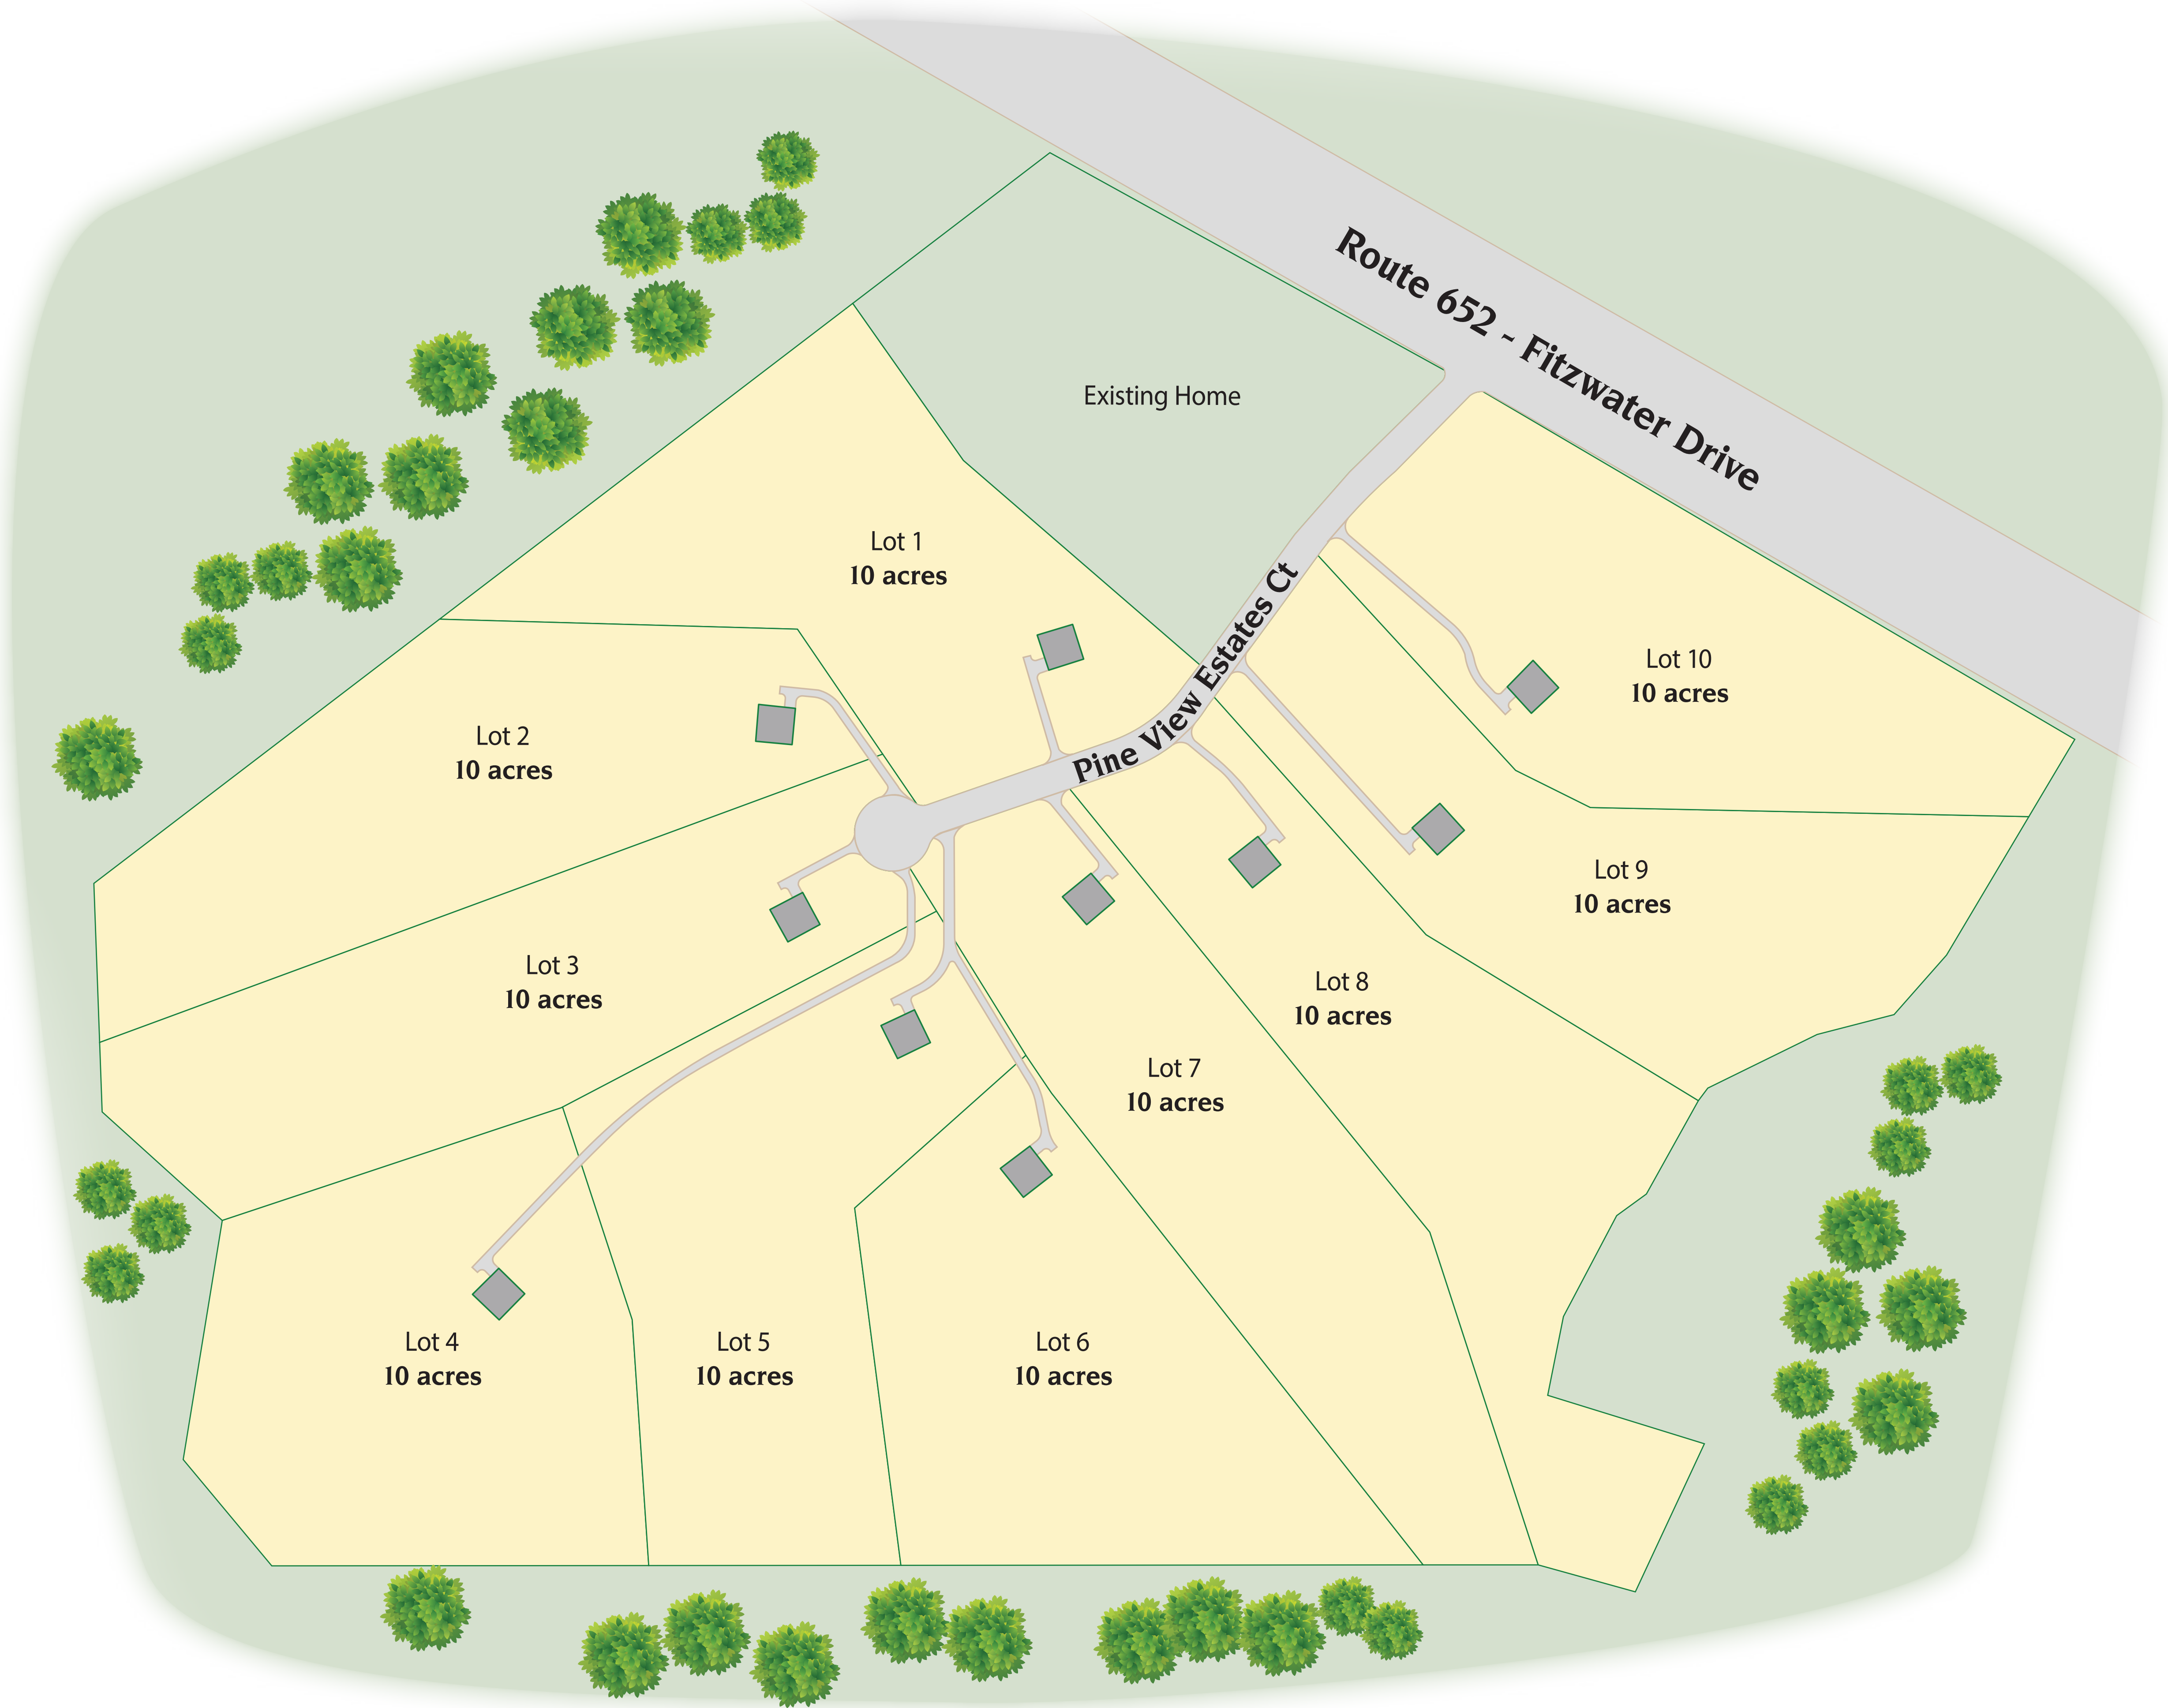 Route 652 - Fitzwater Drive
Existing Home
Pine View Estates Ct
Lot 1
10 acres
Lot 2
10 acres
Lot 3
10 acres
Lot 4
10 acres
Lot 5
10 acres
Lot 6
10 acres
Lot 7
10 acres
Lot 8
10 acres
Lot 9
10 acres
Lot 10
10 acres